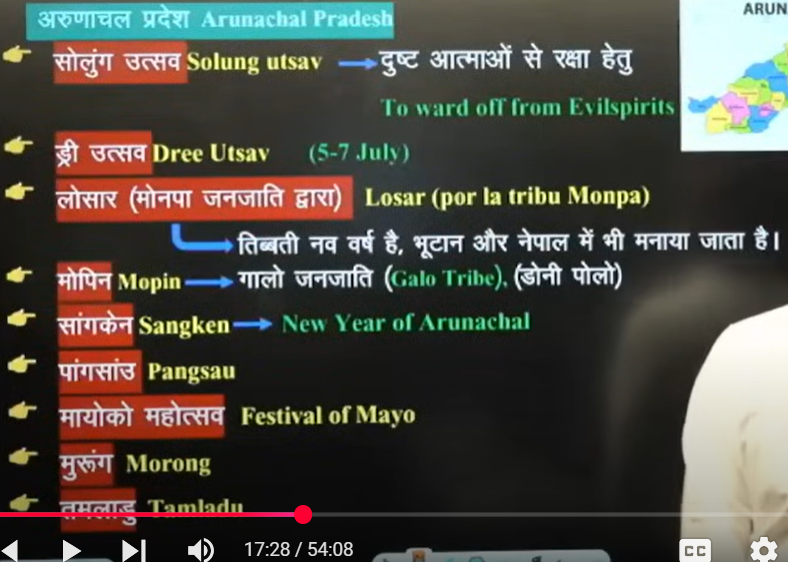 अरुणाचल प्रदेश Arunachal Pradesh
ARUN
सोलुंग उत्सव Solung utsav → दुष्ट आत्माओं से रक्षा हेतु
To ward off from Evilspirits
ड्री उत्सव Dree Utsav (5-7 July)
लोसार (मोनपा जनजाति द्वारा) Losar (por la tribu Monpa)
तिब्बती नव वर्ष है, भूटान और नेपाल में भी मनाया जाता है।
मोपिन Mopin → गालो जनजाति (Galo Tribe), (डोनी पोलो)
सांगकेन Sangken → New Year of Arunachal
पांगसांउ Pangsau
मायोको महोत्सव Festival of Mayo
मुरूंग Morong
तमलाडु Tamladu
17:28 / 54:08
CC